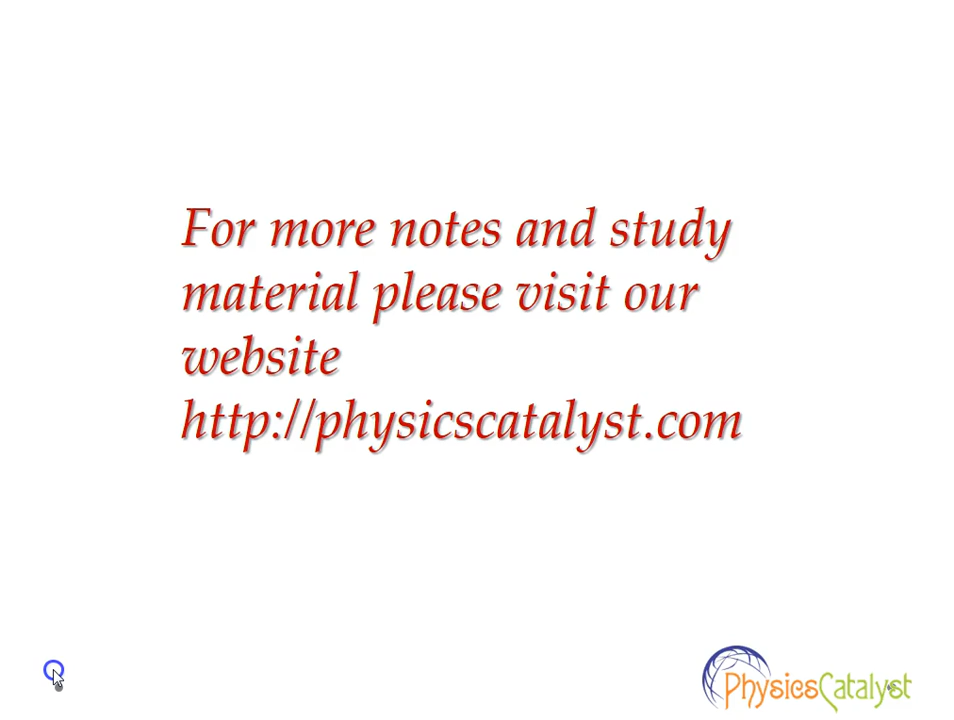 For more notes and study
material please visit our
website
http://physicscatalyst.com
PhysicsCatalyst